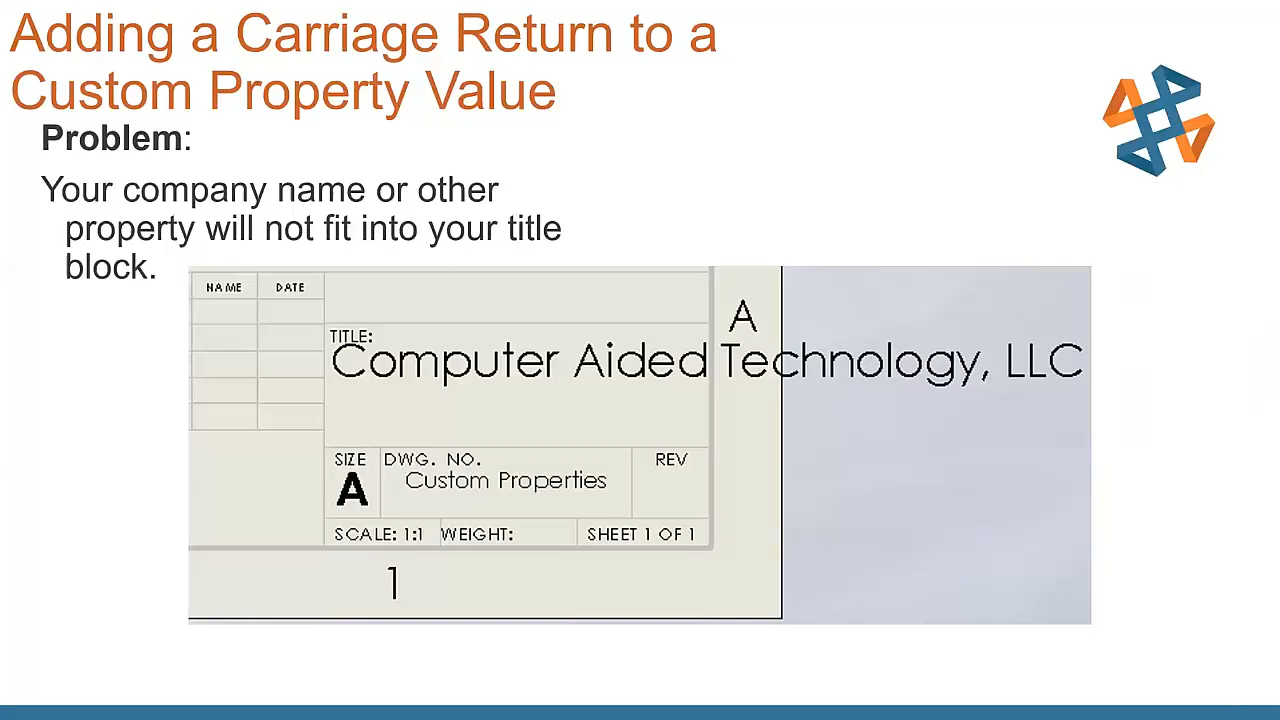 Adding a Carriage Return to a
Custom Property Value
Problem:
Your company name or other
property will not fit into your title
block.
NAME DATE
A
TITLE:
Computer Aided Technology, LLC
SIZE DWG. NO. REV
A Custom Properties
SCALE: 1:1 WEIGHT: SHEET 1 OF 1
1